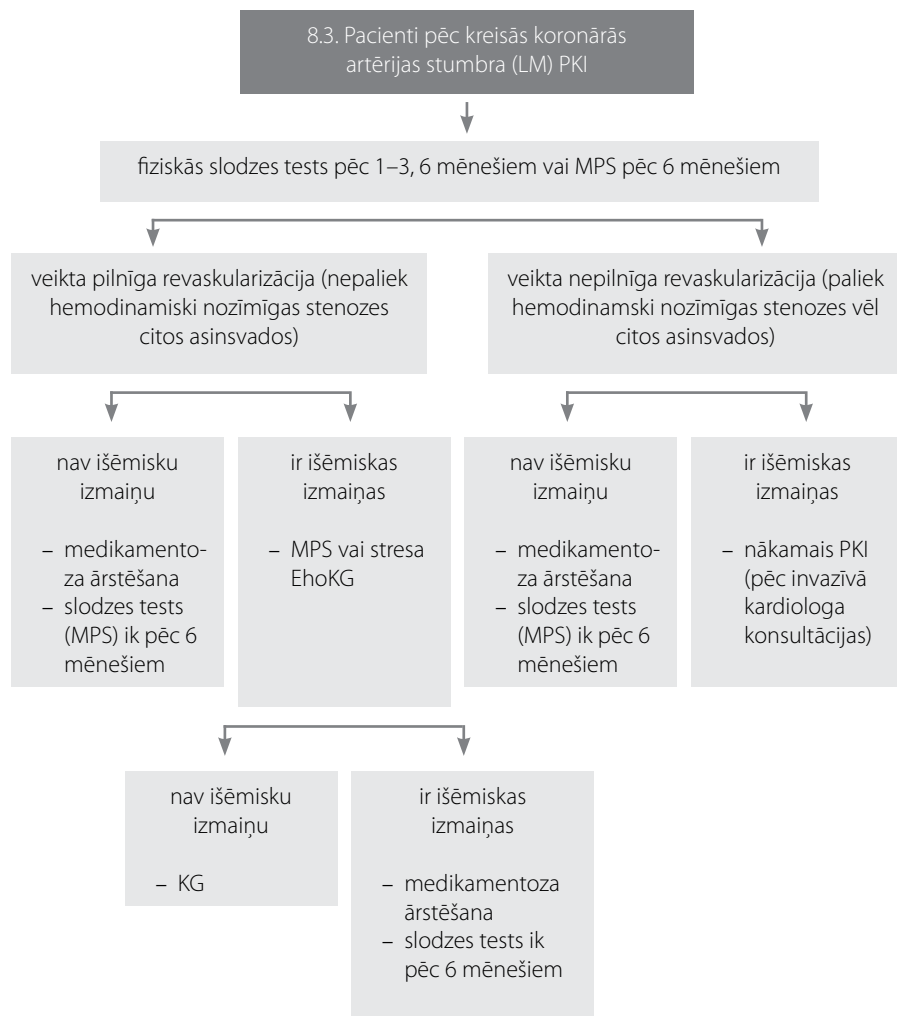 8.3. Pacienti pēc kreisās koronārās
artērijas stumbra (LM) PKI
fiziskās slodzes tests pēc 1–3, 6 mēnešiem vai MPS pēc 6 mēnešiem
veikta pilnīga revaskularizācija (nepaliek
hemodinamiski nozīmīgas stenozes
citos asinsvados)
veikta nepilnīga revaskularizācija (paliek
hemodinamski nozīmīgas stenozes vēl
citos asinsvados)
nav išēmisku
izmaiņu
– medikamento-
za ārstēšana
– slodzes tests
(MPS) ik pēc 6
mēnešiem
ir išēmiskas
izmaiņas
– MPS vai stresa
EhoKG
nav išēmisku
izmaiņu
– medikamento-
za ārstēšana
– slodzes tests
(MPS) ik pēc 6
mēnešiem
ir išēmiskas
izmaiņas
– nākamais PKI
(pēc invazīvā
kardiologa
konsultācijas)
nav išēmisku
izmaiņu
– KG
ir išēmiskas
izmaiņas
– medikamentoza
ārstēšana
– slodzes tests ik
pēc 6 mēnešiem